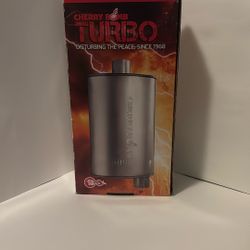 CHERRY BOMB
TURBO
DISTURBING THE PEACE-SINCE 1968